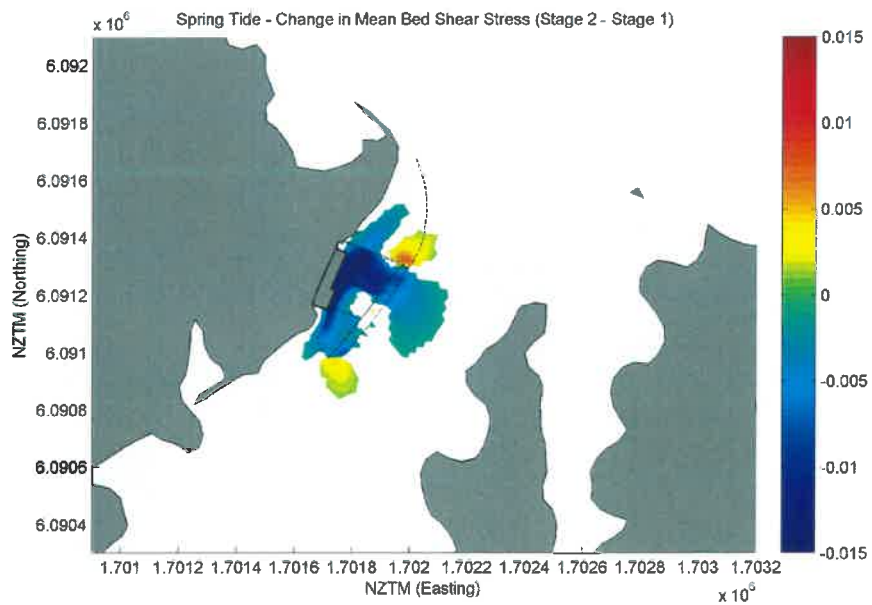 Spring Tide - Change in Mean Bed Shear Stress (Stage 2 - Stage 1)
x 10^6
6.092
6.0918
6.0916
6.0914
6.0912
6.091
6.0908
6.0906
6.0904
NZTM (Northing)
1.701 1.7012 1.7014 1.7016 1.7018 1.702 1.7022 1.7024 1.7026 1.7028 1.703 1.7032
NZTM (Easting)
x 10^6
0.015
0.01
0.005
0
-0.005
-0.01
-0.015